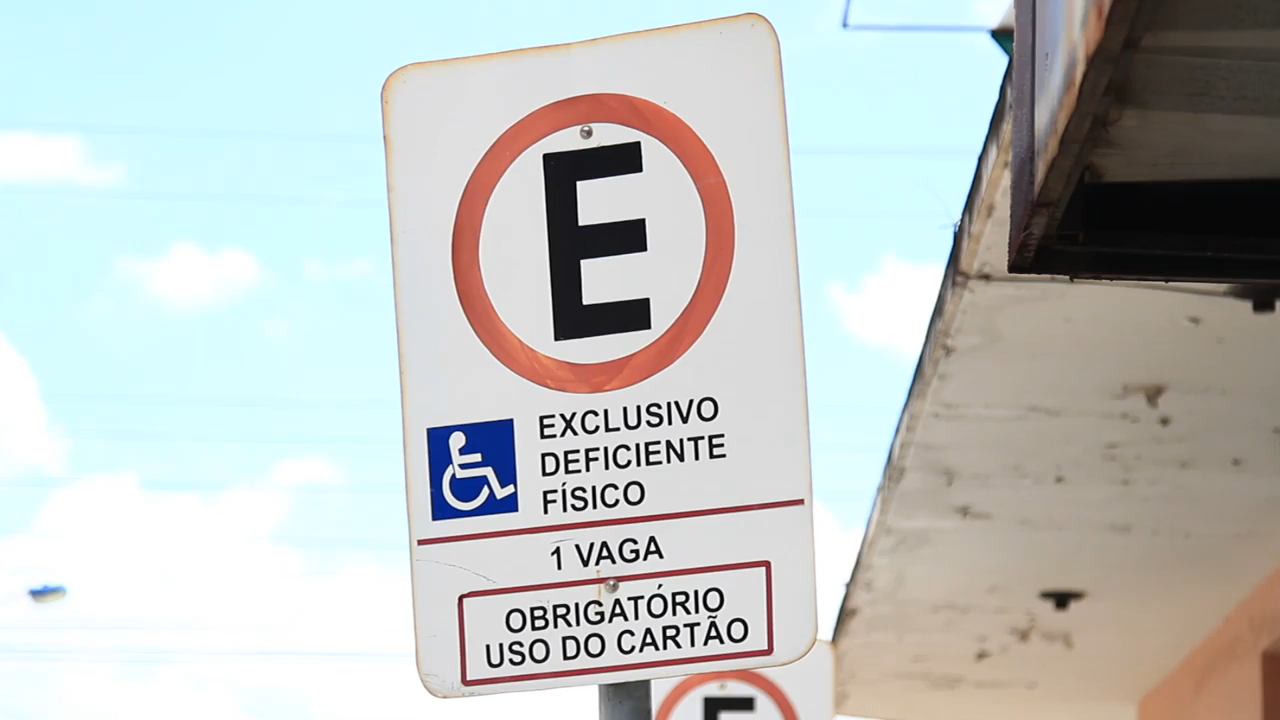 E
EXCLUSIVO
DEFICIENTE
FÍSICO
1 VAGA
OBRIGATÓRIO
USO DO CARTÃO
E